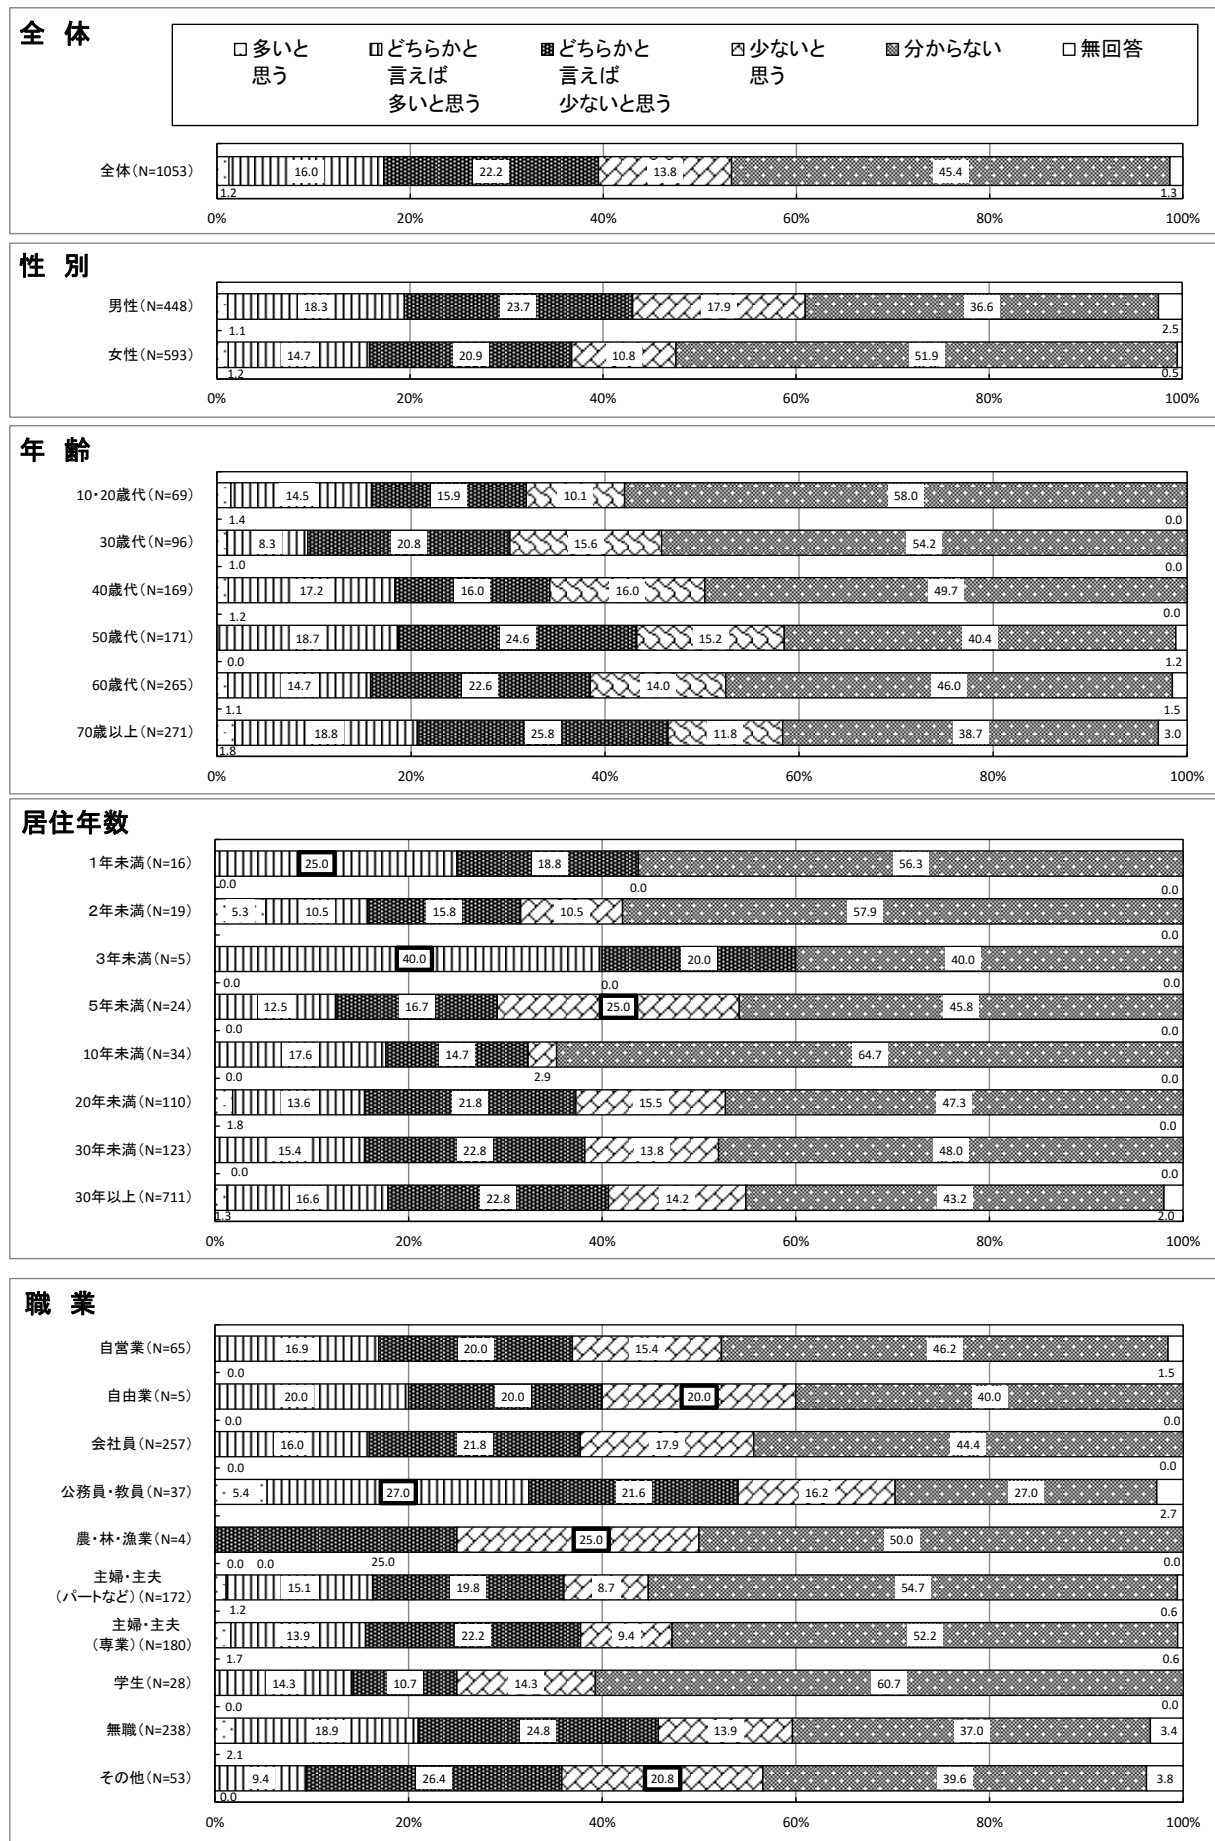 全 体
多いと
思う
どちらかと
言えば
多いと思う
どちらかと
言えば
少ないと思う
少ないと
思う
分からない
無回答
全体(N=1053)
16.0 22.2 13.8 45.4
1.2 1.3
0% 20% 40% 60% 80% 100%
性 別
男性(N=448)
18.3 23.7 17.9 36.6
1.1 2.5
女性(N=593)
14.7 20.9 10.8 51.9
1.2 0.5
0% 20% 40% 60% 80% 100%
年 齢
10・20歳代(N=69)
14.5 15.9 10.1 58.0
1.4 0.0
30歳代(N=96)
8.3 20.8 15.6 54.2
1.0 0.0
40歳代(N=169)
17.2 16.0 16.0 49.7
1.2 0.0
50歳代(N=171)
18.7 24.6 15.2 40.4
0.0 1.2
60歳代(N=265)
14.7 22.6 14.0 46.0
1.1 1.5
70歳以上(N=271)
18.8 25.8 11.8 38.7 3.0
1.8
0% 20% 40% 60% 80% 100%
居住年数
1年未満(N=16)
25.0 18.8 56.3
0.0 0.0 0.0
2年未満(N=19)
5.3 10.5 15.8 10.5 57.9
0.0
3年未満(N=5)
40.0 20.0 40.0
0.0 0.0 0.0
5年未満(N=24)
12.5 16.7 25.0 45.8
0.0 0.0
10年未満(N=34)
17.6 14.7 64.7
0.0 2.9 0.0
20年未満(N=110)
13.6 21.8 15.5 47.3
1.8 0.0
30年未満(N=123)
15.4 22.8 13.8 48.0
0.0 0.0
30年以上(N=711)
16.6 22.8 14.2 43.2
1.3 2.0
0% 20% 40% 60% 80% 100%
職 業
自営業(N=65)
16.9 20.0 15.4 46.2
0.0 1.5
自由業(N=5)
20.0 20.0 20.0 40.0
0.0 0.0
会社員(N=257)
16.0 21.8 17.9 44.4
0.0 0.0
公務員・教員(N=37)
5.4 27.0 21.6 16.2 27.0
2.7
農・林・漁業(N=4)
25.0 50.0
0.0 0.0 25.0 0.0
主婦・主夫
(パートなど)(N=172)
15.1 19.8 8.7 54.7
1.2 0.6
主婦・主夫
(専業)(N=180)
13.9 22.2 9.4 52.2
1.7 0.6
学生(N=28)
14.3 10.7 14.3 60.7
0.0 0.0
無職(N=238)
18.9 24.8 13.9 37.0 3.4
2.1
その他(N=53)
9.4 26.4 20.8 39.6 3.8
0.0
0% 20% 40% 60% 80% 100%